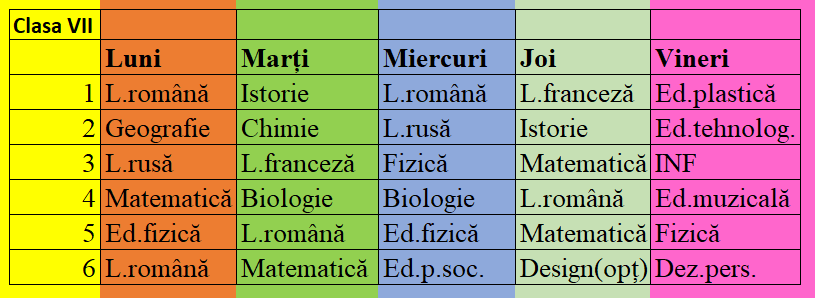 Clasa VII
Luni Marți Miercuri Joi Vineri
1 L.română Istorie L.română L.franceză Ed.plastică
2 Geografie Chimie L.rusă Istorie Ed.tehnolog.
3 L.rusă L.franceză Fizică Matematică INF
4 Matematică Biologie Biologie L.română Ed.muzicală
5 Ed.fizică L.română Ed.fizică Matematică Fizică
6 L.română Matematică Ed.p.soc. Design(opț) Dez.pers.